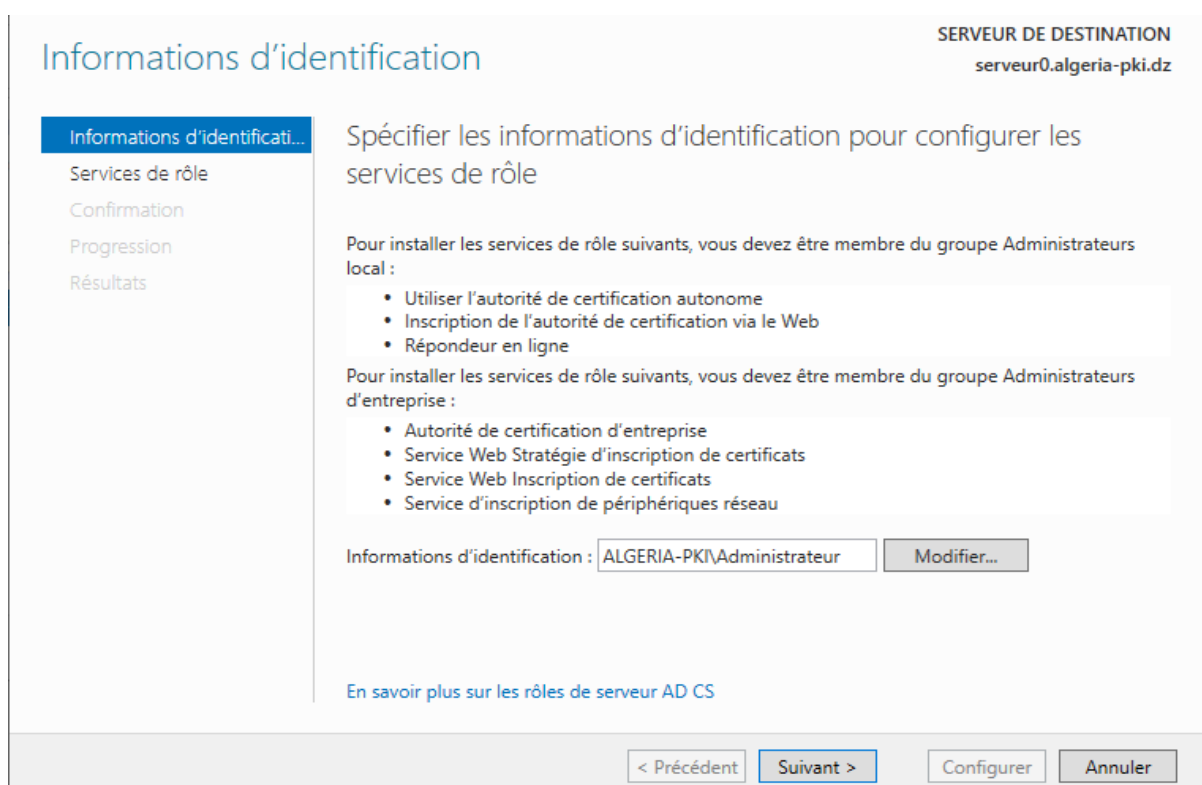 Informations d’identification
SERVEUR DE DESTINATION
serveur0.algeria-pki.dz
Informations d’identificati...
Services de rôle
Confirmation
Progression
Résultats
Spécifier les informations d’identification pour configurer les
services de rôle
Pour installer les services de rôle suivants, vous devez être membre du groupe Administrateurs
local :
• Utiliser l’autorité de certification autonome
• Inscription de l’autorité de certification via le Web
• Répondeur en ligne
Pour installer les services de rôle suivants, vous devez être membre du groupe Administrateurs
d’entreprise :
• Autorité de certification d’entreprise
• Service Web Stratégie d’inscription de certificats
• Service Web Inscription de certificats
• Service d’inscription de périphériques réseau
Informations d’identification : ALGERIA-PKI\Administrateur Modifier...
En savoir plus sur les rôles de serveur AD CS
< Précédent Suivant > Configurer Annuler